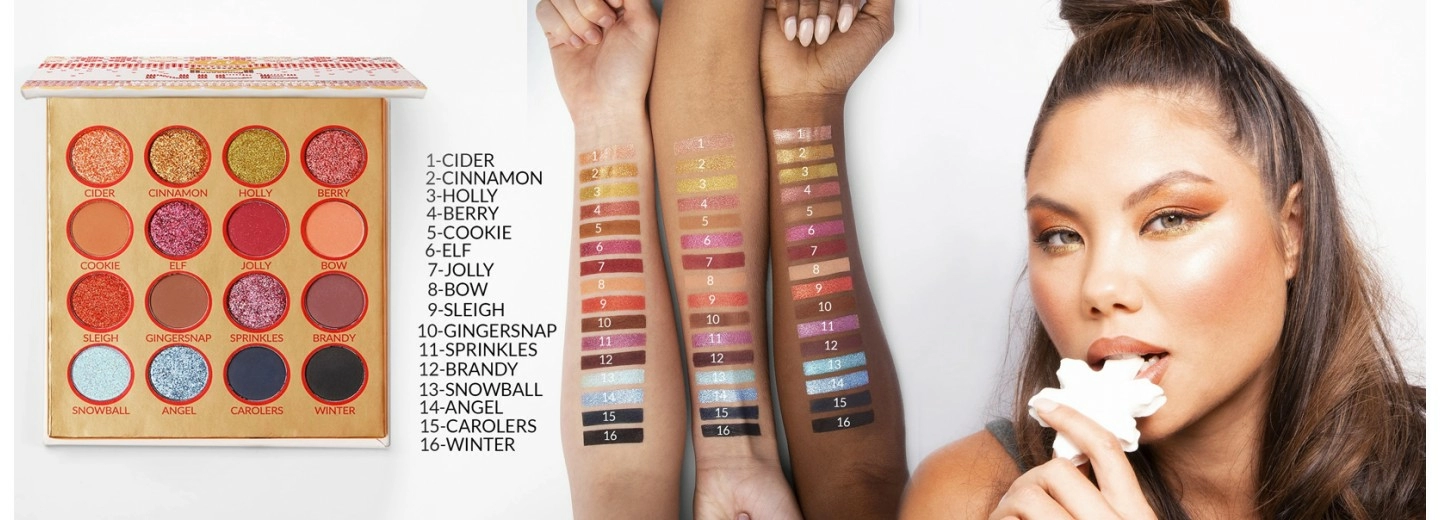 CIDER CINNAMON HOLLY BERRY
COOKIE ELF JOLLY BOW
SLEIGH GINGERSNAP SPRINKLES BRANDY
SNOWBALL ANGEL CAROLERS WINTER
1-CIDER
2-CINNAMON
3-HOLLY
4-BERRY
5-COOKIE
6-ELF
7-JOLLY
8-BOW
9-SLEIGH
10-GINGERSNAP
11-SPRINKLES
12-BRANDY
13-SNOWBALL
14-ANGEL
15-CAROLERS
16-WINTER
1
2
3
4
5
6
7
8
9
10
11
12
13
14
15
16
1
2
3
4
5
6
7
8
9
10
11
12
13
14
15
16
1
2
3
4
5
6
7
8
9
10
11
12
13
14
15
16